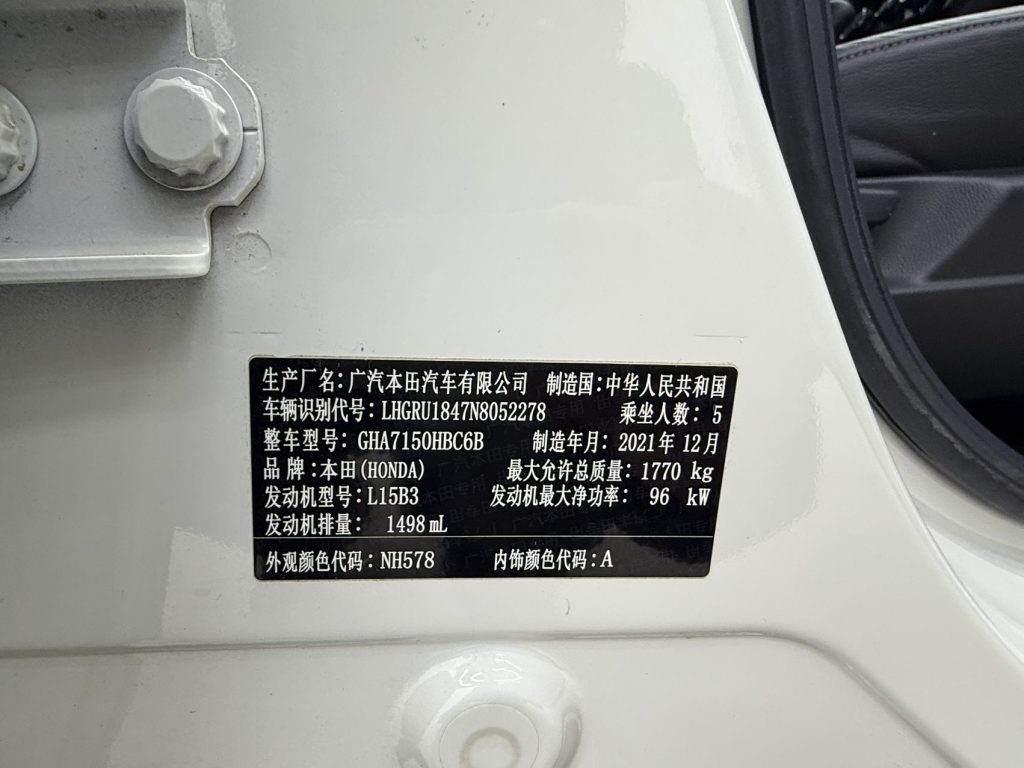 生产厂名：广汽本田汽车有限公司 制造国：中华人民共和国
车辆识别代号：LHGRU1847N8052278 乘坐人数：5
整车型号：GHA7150HBC6B 制造年月：2021年12月
品牌：本田(HONDA) 最大允许总质量：1770 kg
发动机型号：L15B3 发动机最大净功率：96 kW
发动机排量：1498 mL
外观颜色代码：NH578 内饰颜色代码：A